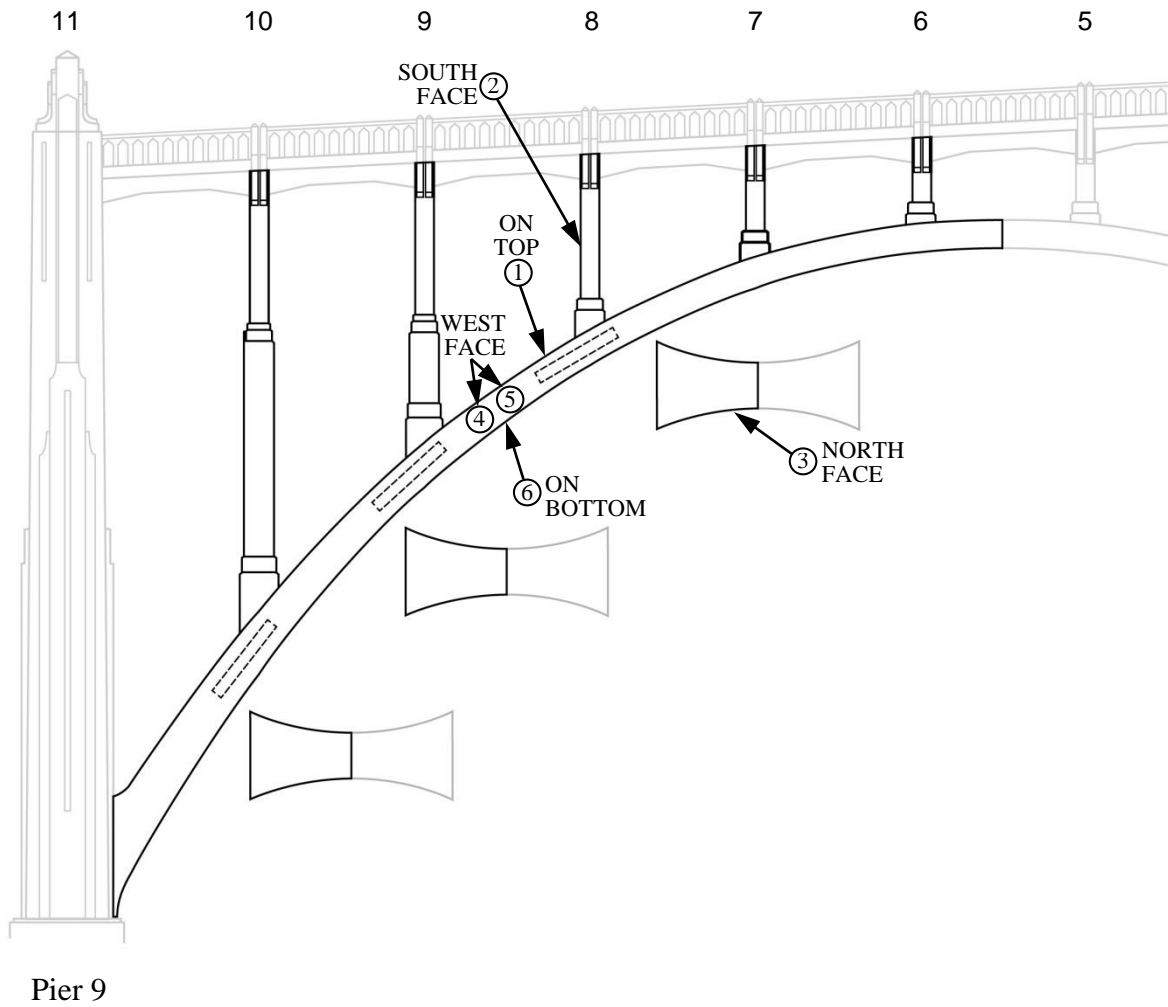 11 10 9 8 7 6 5
SOUTH
FACE 2
ON
TOP
1
WEST
FACE
5
4
3 NORTH
FACE
6 ON
BOTTOM
Pier 9